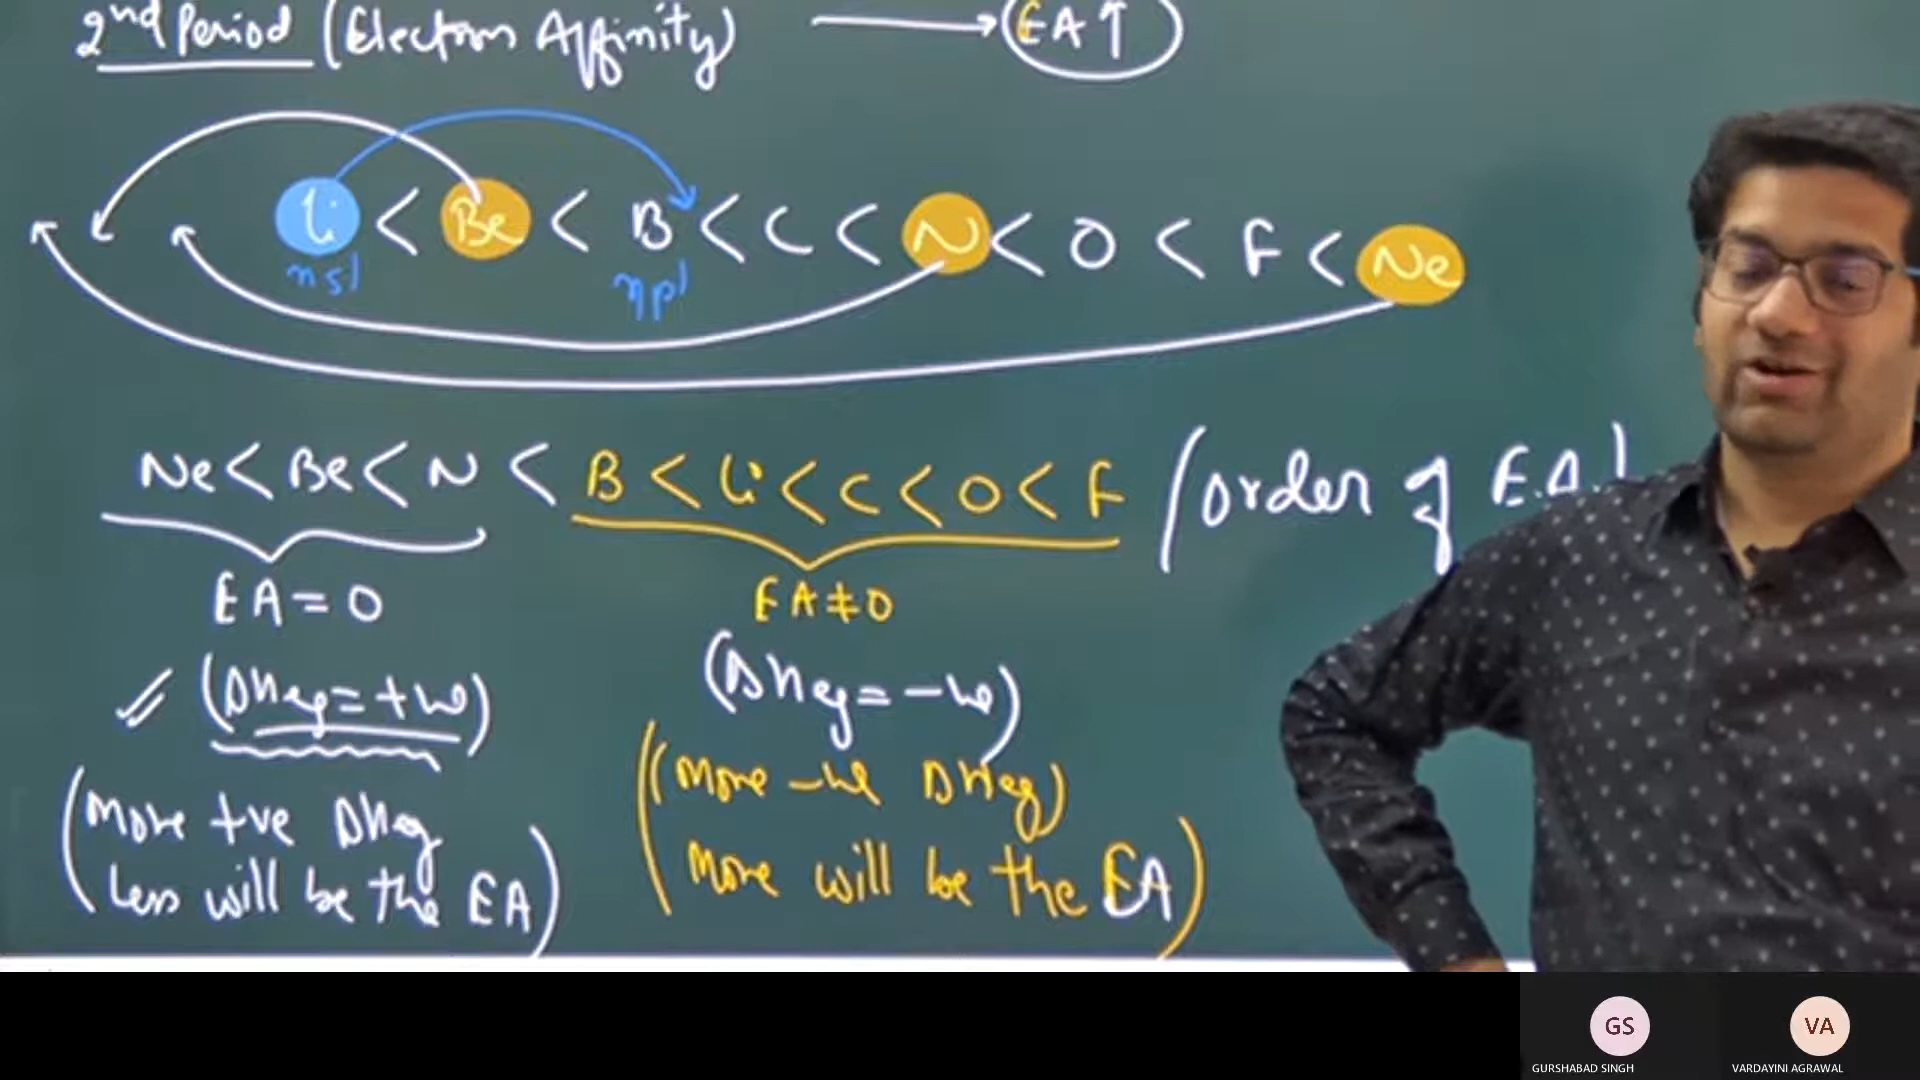 2nd Period (Electron Affinity) → EA↑
Li < Be < B < C < N < O < F < Ne
ns1 np1
Ne < Be < N < B < Li < C < O < F (order of E.A)
EA = 0 EA ≠ 0
(ΔHeg = +ve) (ΔHeg = -ve)
(More +ve ΔHeg (More -ve ΔHeg)
Less will be the EA) More will be the EA)
GS VA
GURSHABAD SINGH VARDAYINI AGRAWAL